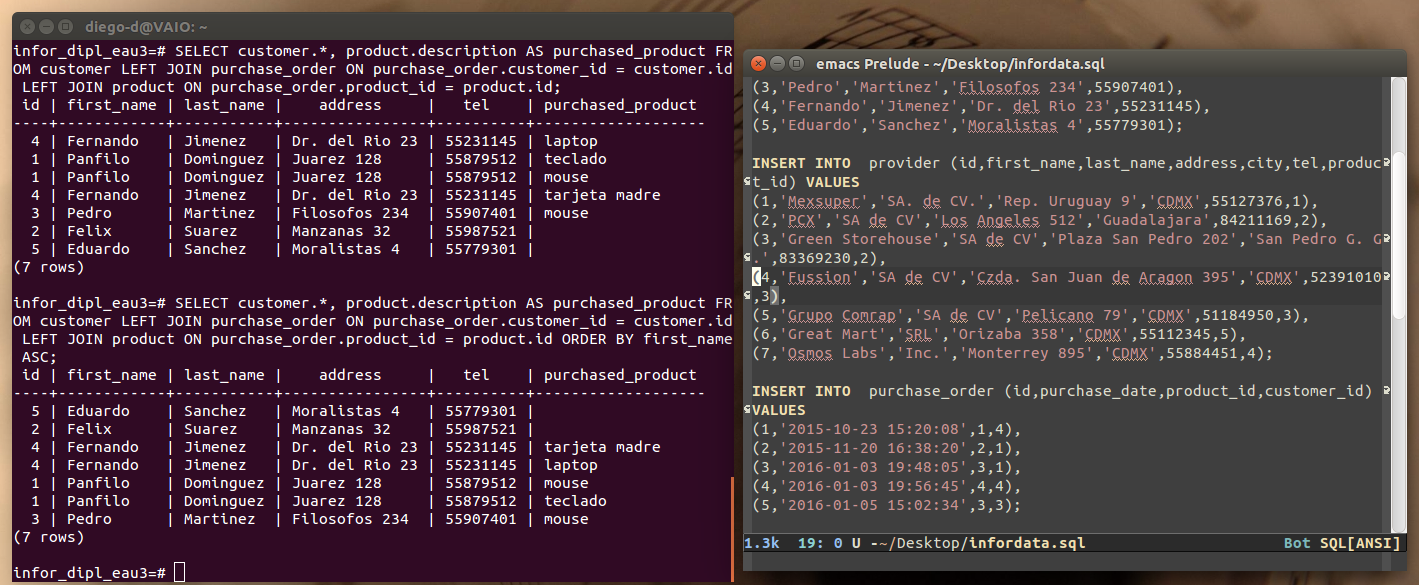 diego-d@VAIO: ~
infor_dipl_eau3=# SELECT customer.*, product.description AS purchased_product FR
OM customer LEFT JOIN purchase_order ON purchase_order.customer_id = customer.id
 LEFT JOIN product ON purchase_order.product_id = product.id;
 id | first_name | last_name |    address     |   tel    | purchased_product
----+------------+-----------+----------------+----------+-------------------
  4 | Fernando   | Jimenez   | Dr. del Rio 23 | 55231145 | laptop
  1 | Panfilo    | Dominguez | Juarez 128     | 55879512 | teclado
  1 | Panfilo    | Dominguez | Juarez 128     | 55879512 | mouse
  4 | Fernando   | Jimenez   | Dr. del Rio 23 | 55231145 | tarjeta madre
  3 | Pedro      | Martinez  | Filosofos 234  | 55907401 | mouse
  2 | Felix      | Suarez    | Manzanas 32    | 55987521 |
  5 | Eduardo    | Sanchez   | Moralistas 4   | 55779301 |
(7 rows)
infor_dipl_eau3=# SELECT customer.*, product.description AS purchased_product FR
OM customer LEFT JOIN purchase_order ON purchase_order.customer_id = customer.id
 LEFT JOIN product ON purchase_order.product_id = product.id ORDER BY first_name
 ASC;
 id | first_name | last_name |    address     |   tel    | purchased_product
----+------------+-----------+----------------+----------+-------------------
  5 | Eduardo    | Sanchez   | Moralistas 4   | 55779301 |
  2 | Felix      | Suarez    | Manzanas 32    | 55987521 |
  4 | Fernando   | Jimenez   | Dr. del Rio 23 | 55231145 | tarjeta madre
  4 | Fernando   | Jimenez   | Dr. del Rio 23 | 55231145 | laptop
  1 | Panfilo    | Dominguez | Juarez 128     | 55879512 | mouse
  1 | Panfilo    | Dominguez | Juarez 128     | 55879512 | teclado
  3 | Pedro      | Martinez  | Filosofos 234  | 55907401 | mouse
(7 rows)
infor_dipl_eau3=#
emacs Prelude - ~/Desktop/infordata.sql
(3,'Pedro','Martinez','Filosofos 234',55907401),
(4,'Fernando','Jimenez','Dr. del Rio 23',55231145),
(5,'Eduardo','Sanchez','Moralistas 4',55779301);
INSERT INTO  provider (id,first_name,last_name,address,city,tel,produc
t_id) VALUES
(1,'Mexsuper','SA. de CV.','Rep. Uruguay 9','CDMX',55127376,1),
(2,'PCX','SA de CV','Los Angeles 512','Guadalajara',84211169,2),
(3,'Green Storehouse','SA de CV','Plaza San Pedro 202','San Pedro G. G
.',83369230,2),
(4,'Fussion','SA de CV','Czda. San Juan de Aragon 395','CDMX',52391010
,3),
(5,'Grupo Comrap','SA de CV','Pelicano 79','CDMX',51184950,3),
(6,'Great Mart','SRL','Orizaba 358','CDMX',55112345,5),
(7,'Osmos Labs','Inc.','Monterrey 895','CDMX',55884451,4);
INSERT INTO  purchase_order (id,purchase_date,product_id,customer_id)
VALUES
(1,'2015-10-23 15:20:08',1,4),
(2,'2015-11-20 16:38:20',2,1),
(3,'2016-01-03 19:48:05',3,1),
(4,'2016-01-03 19:56:45',4,4),
(5,'2016-01-05 15:02:34',3,3);
1.3k  19: 0 U -~/Desktop/infordata.sql Bot SQL[ANSI]